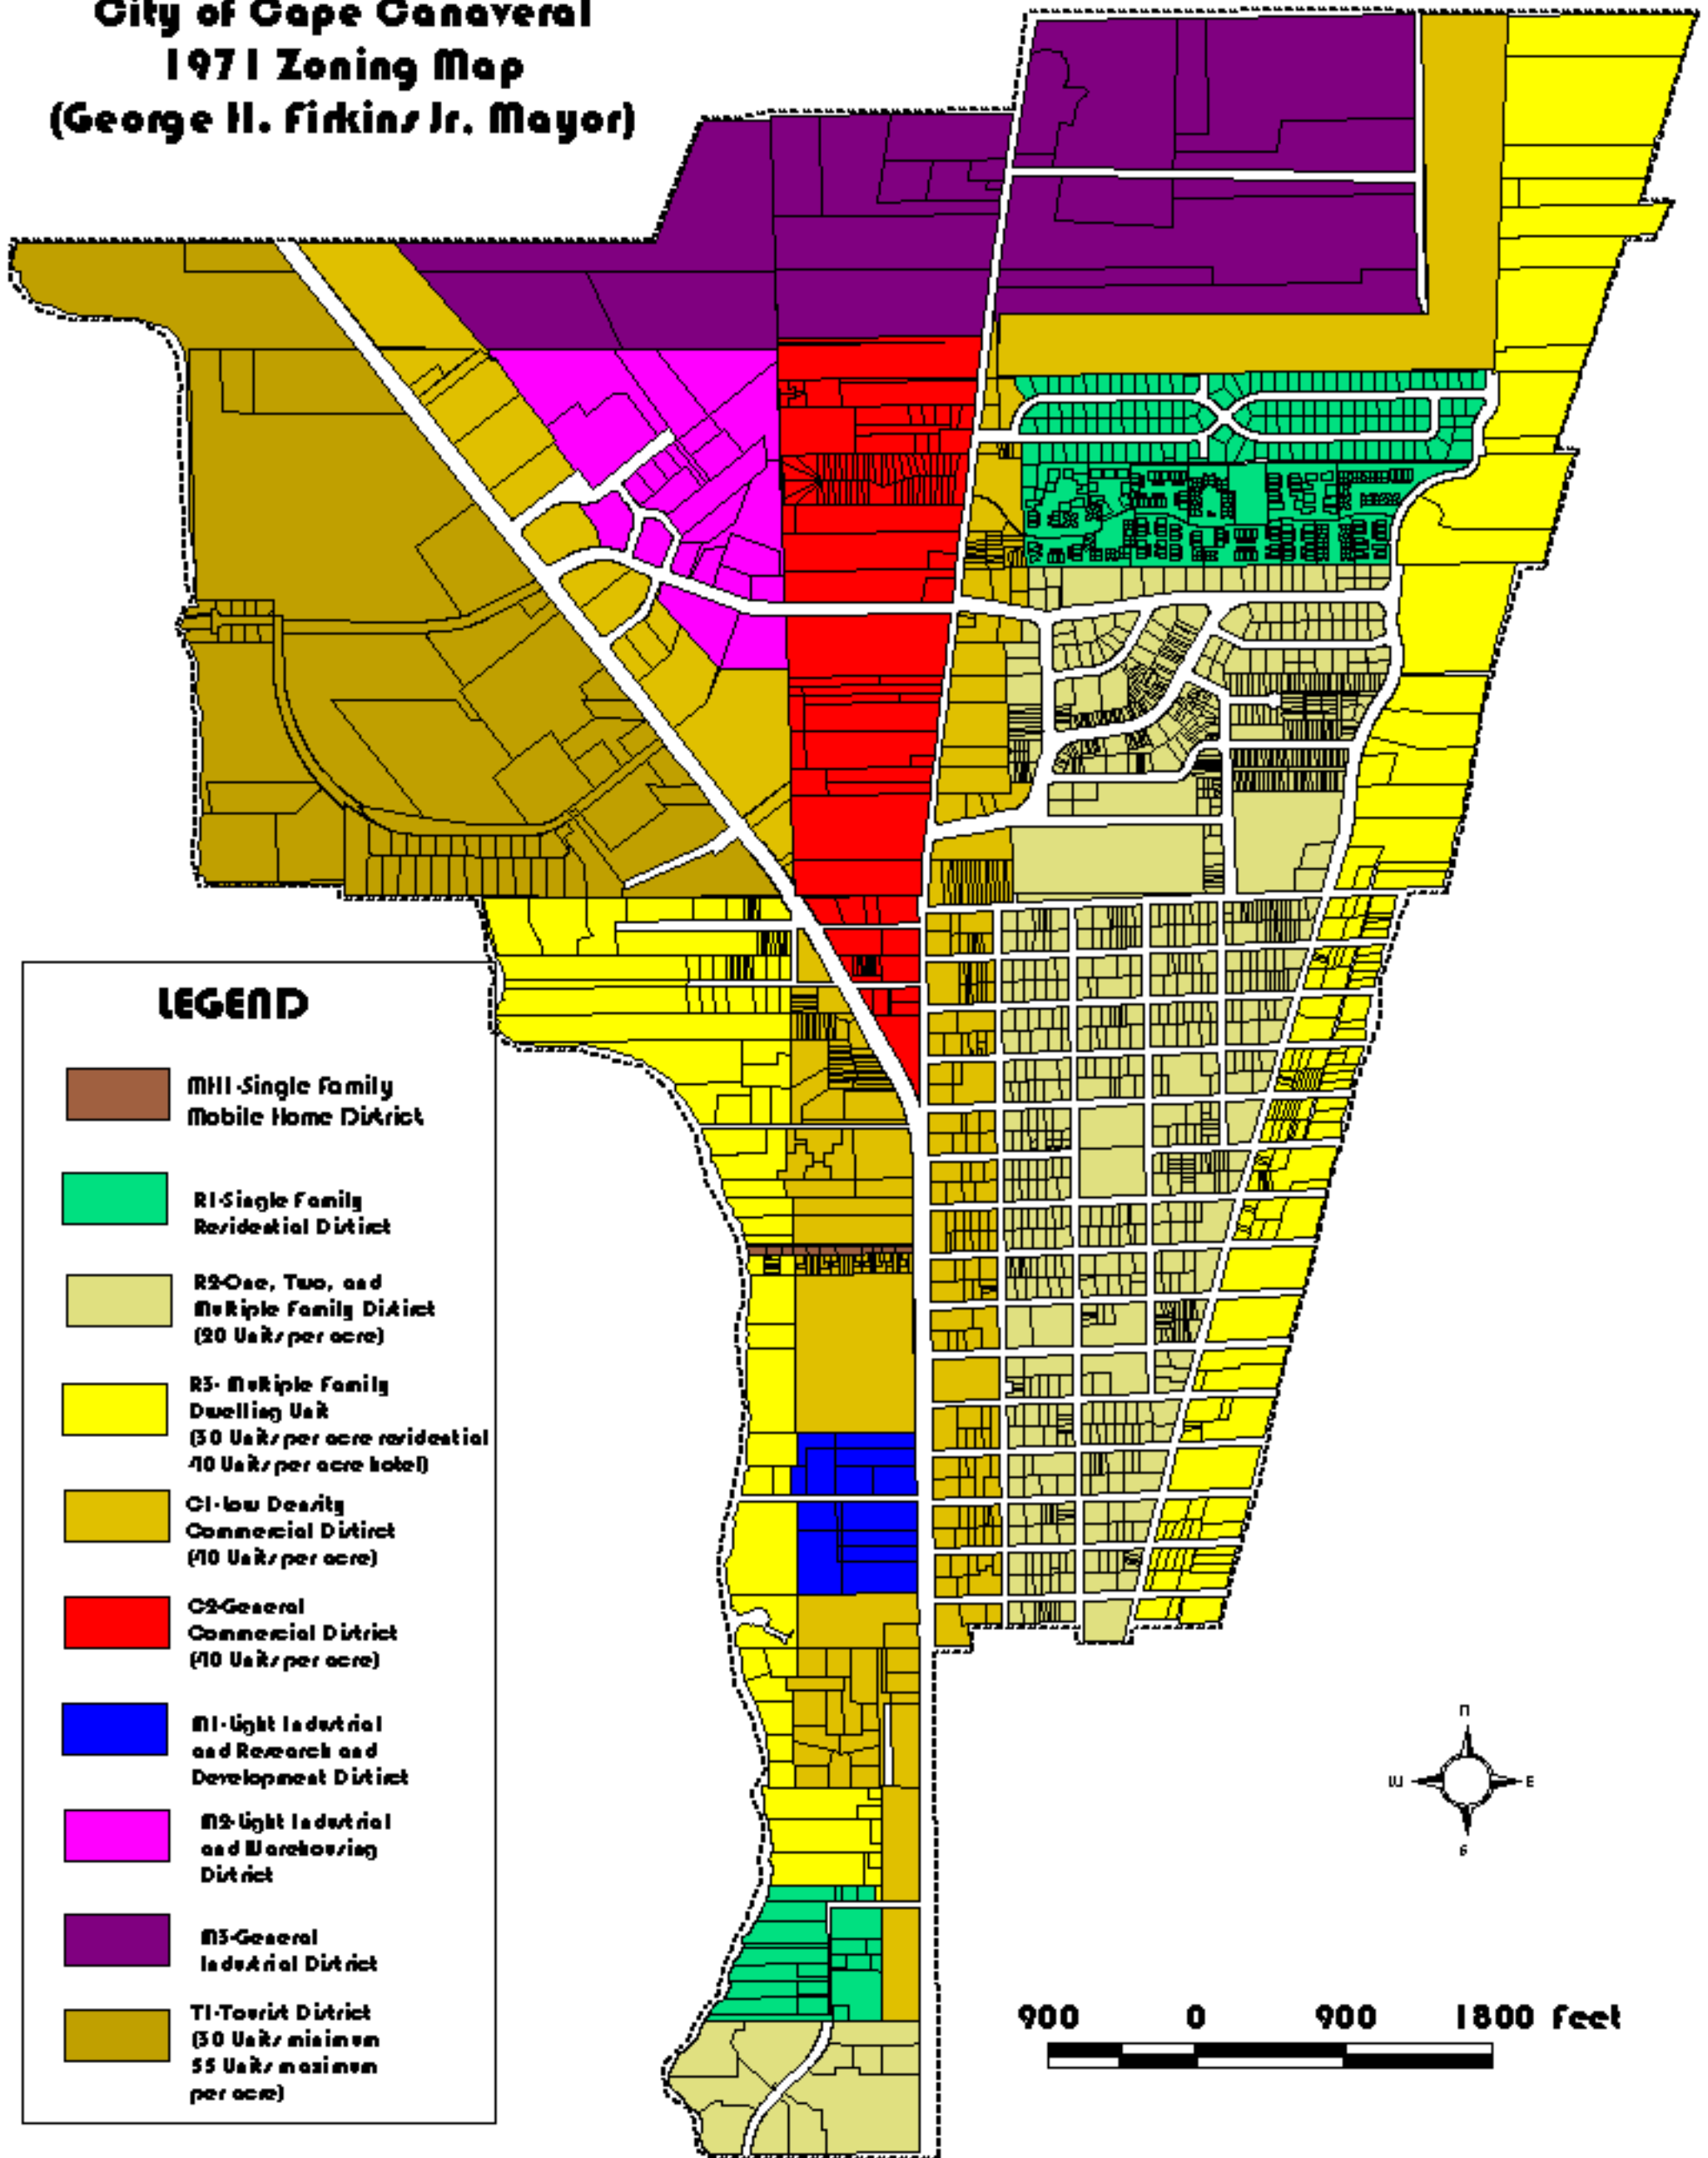 City of Cape Canaveral
1971 Zoning Map
(George H. Firkins Jr. Mayor)
LEGEND
MH1-Single Family
Mobile Home District
R1-Single Family
Residential Distirct
R2-One, Two, and
Multiple Family Distirct
(20 Units per acre)
R3- Multiple Family
Dwelling Unit
(30 Units per acre residential
40 Units per acre hotel)
C1-Low Density
Commercial Distirct
(40 Units per acre)
C2-General
Commercial District
(40 Units per acre)
M1-Light Industrial
and Research and
Development Distirct
M2-Light Industrial
and Warehousing
District
M3-General
Industrial District
T1-Tourist District
(30 Units minimum
55 Units maximum
per acre)
N
W E
S
900 0 900 1800 Feet